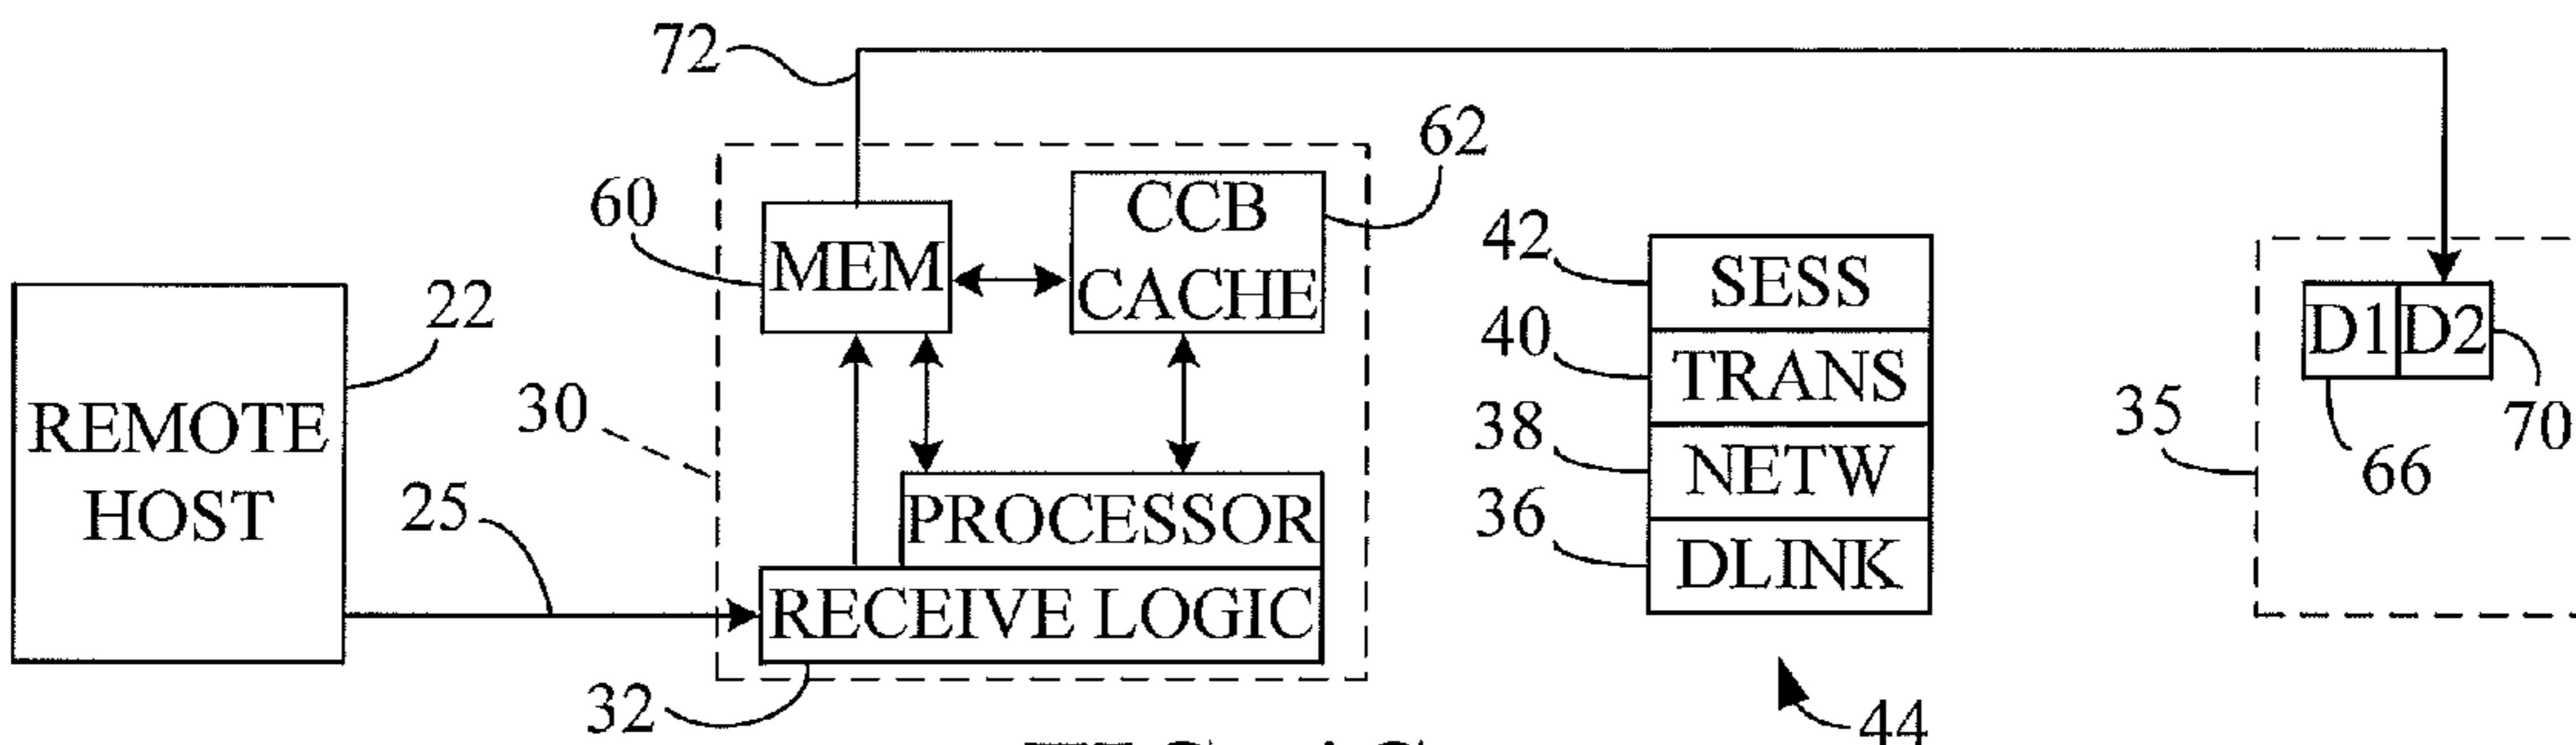 72
62
60
CCB
CACHE
MEM
42
SESS
22
40
TRANS
D1
D2
REMOTE
HOST
30
38
NETW
35
66
70
25
PROCESSOR
36
DLINK
RECEIVE LOGIC
32
44